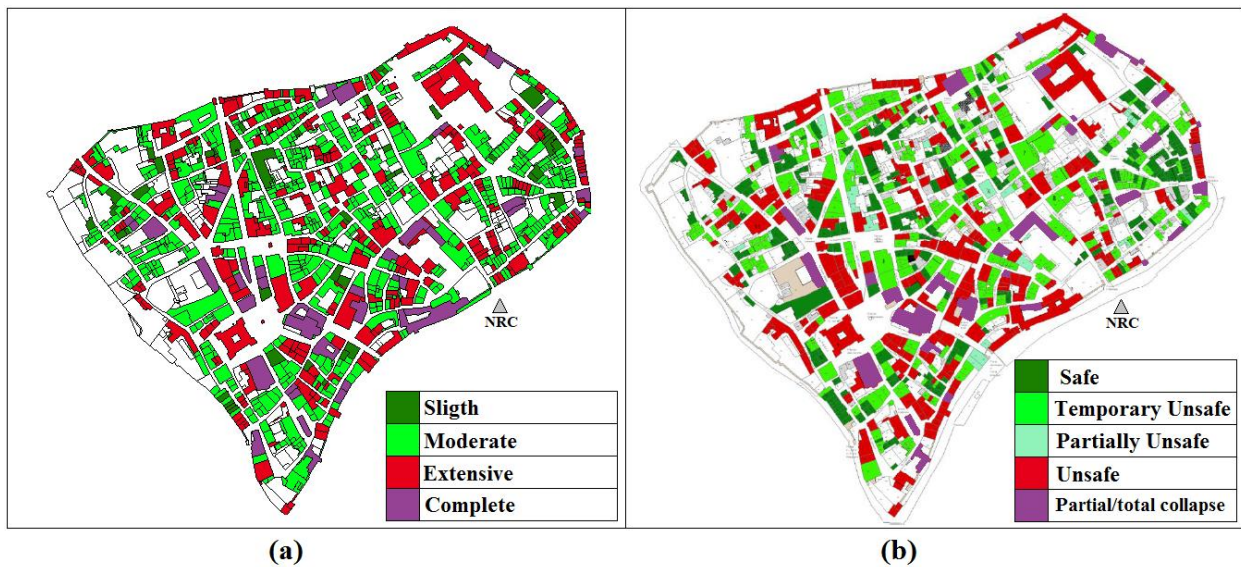 NRC
Sligth
Moderate
Extensive
Complete
(a)
NRC
Safe
Temporary Unsafe
Partially Unsafe
Unsafe
Partial/total collapse
(b)